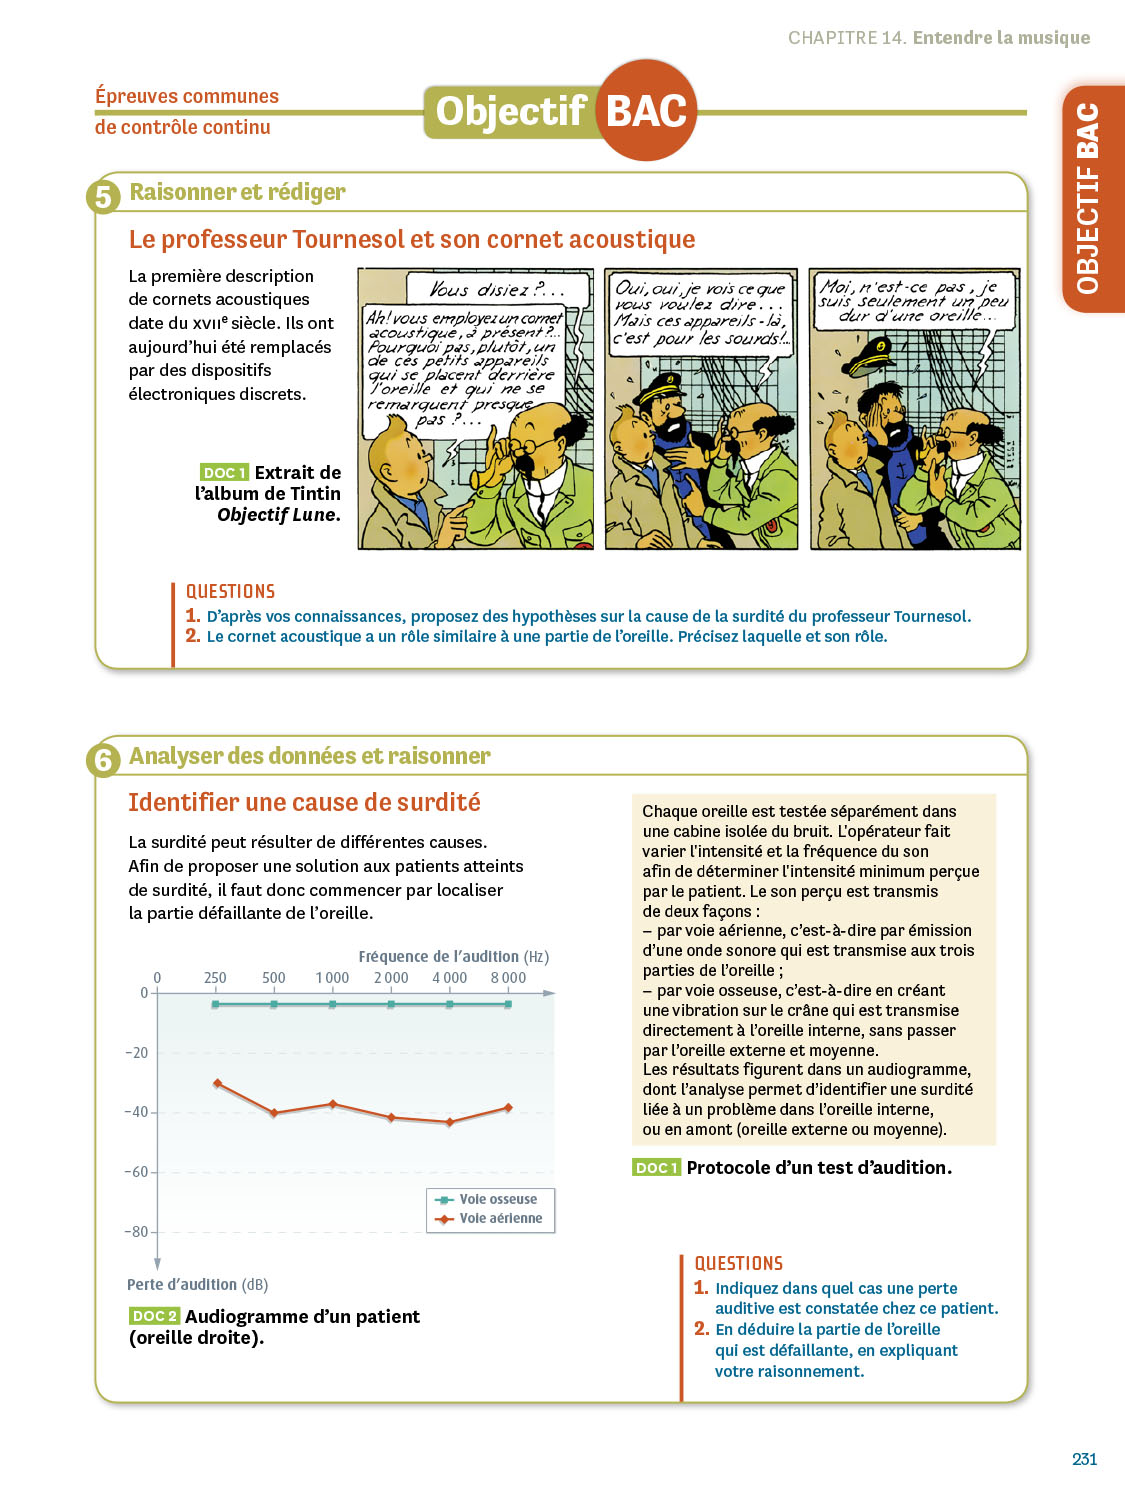 CHAPITRE 14. Entendre la musique
Épreuves communes
de contrôle continu
Objectif BAC
OBJECTIF BAC
5 Raisonner et rédiger
Le professeur Tournesol et son cornet acoustique
La première description
de cornets acoustiques
date du XVIIe siècle. Ils ont
aujourd'hui été remplacés
par des dispositifs
électroniques discrets.
DOC 1 Extrait de
l'album de Tintin
Objectif Lune.
Vous disiez ?...
Ah! vous employez un cornet
acoustique, à présent ?...
Pourquoi pas, plutôt, un
de ces petits appareils
qui se placent derrière
l'oreille et qui ne se
remarquent presque
pas ?...
Oui, oui, je vois ce que
vous voulez dire...
Mais ces appareils-là,
c'est pour les sourds!..
Moi, n'est-ce pas, je
suis seulement un peu
dur d'une oreille...
QUESTIONS
1. D'après vos connaissances, proposez des hypothèses sur la cause de la surdité du professeur Tournesol.
2. Le cornet acoustique a un rôle similaire à une partie de l'oreille. Précisez laquelle et son rôle.
6 Analyser des données et raisonner
Identifier une cause de surdité
La surdité peut résulter de différentes causes.
Afin de proposer une solution aux patients atteints
de surdité, il faut donc commencer par localiser
la partie défaillante de l'oreille.
Fréquence de l'audition (Hz)
0 250 500 1 000 2 000 4 000 8 000
0
−20
−40
−60
−80
Voie osseuse
Voie aérienne
Perte d'audition (dB)
DOC 2 Audiogramme d'un patient
(oreille droite).
Chaque oreille est testée séparément dans
une cabine isolée du bruit. L'opérateur fait
varier l'intensité et la fréquence du son
afin de déterminer l'intensité minimum perçue
par le patient. Le son perçu est transmis
de deux façons :
– par voie aérienne, c'est-à-dire par émission
d'une onde sonore qui est transmise aux trois
parties de l'oreille ;
– par voie osseuse, c'est-à-dire en créant
une vibration sur le crâne qui est transmise
directement à l'oreille interne, sans passer
par l'oreille externe et moyenne.
Les résultats figurent dans un audiogramme,
dont l'analyse permet d'identifier une surdité
liée à un problème dans l'oreille interne,
ou en amont (oreille externe ou moyenne).
DOC 1 Protocole d'un test d'audition.
QUESTIONS
1. Indiquez dans quel cas une perte
auditive est constatée chez ce patient.
2. En déduire la partie de l'oreille
qui est défaillante, en expliquant
votre raisonnement.
231